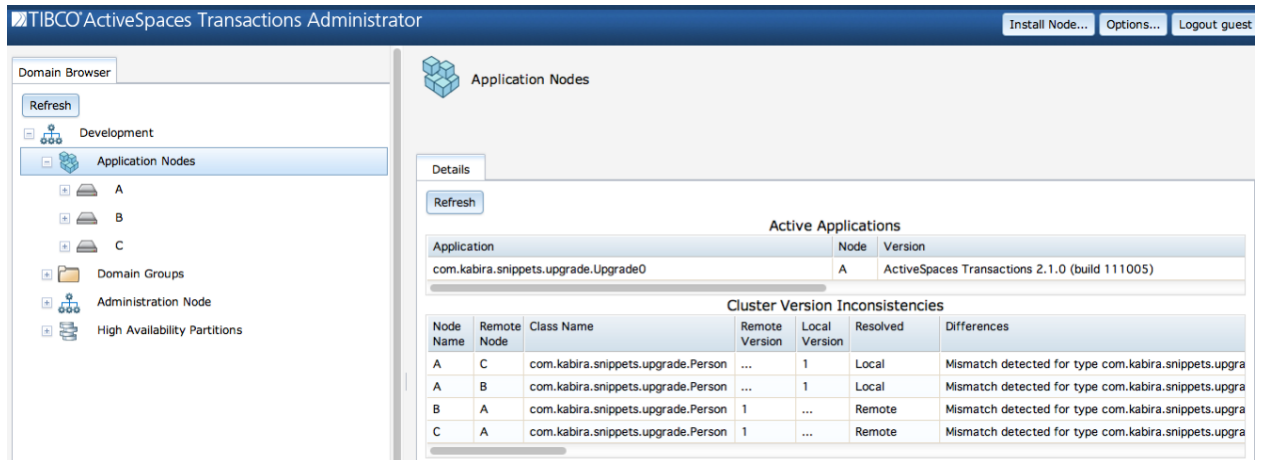 TIBCO® ActiveSpaces Transactions Administrator
Install Node... Options... Logout guest
Domain Browser
Refresh
Development
Application Nodes
A
B
C
Domain Groups
Administration Node
High Availability Partitions
Application Nodes
Details
Refresh
Active Applications
Application Node Version
com.kabira.snippets.upgrade.Upgrade0 A ActiveSpaces Transactions 2.1.0 (build 111005)
Cluster Version Inconsistencies
Node Name Remote Node Class Name Remote Version Local Version Resolved Differences
A C com.kabira.snippets.upgrade.Person ... 1 Local Mismatch detected for type com.kabira.snippets.upgra
A B com.kabira.snippets.upgrade.Person ... 1 Local Mismatch detected for type com.kabira.snippets.upgra
B A com.kabira.snippets.upgrade.Person 1 ... Remote Mismatch detected for type com.kabira.snippets.upgra
C A com.kabira.snippets.upgrade.Person 1 ... Remote Mismatch detected for type com.kabira.snippets.upgra